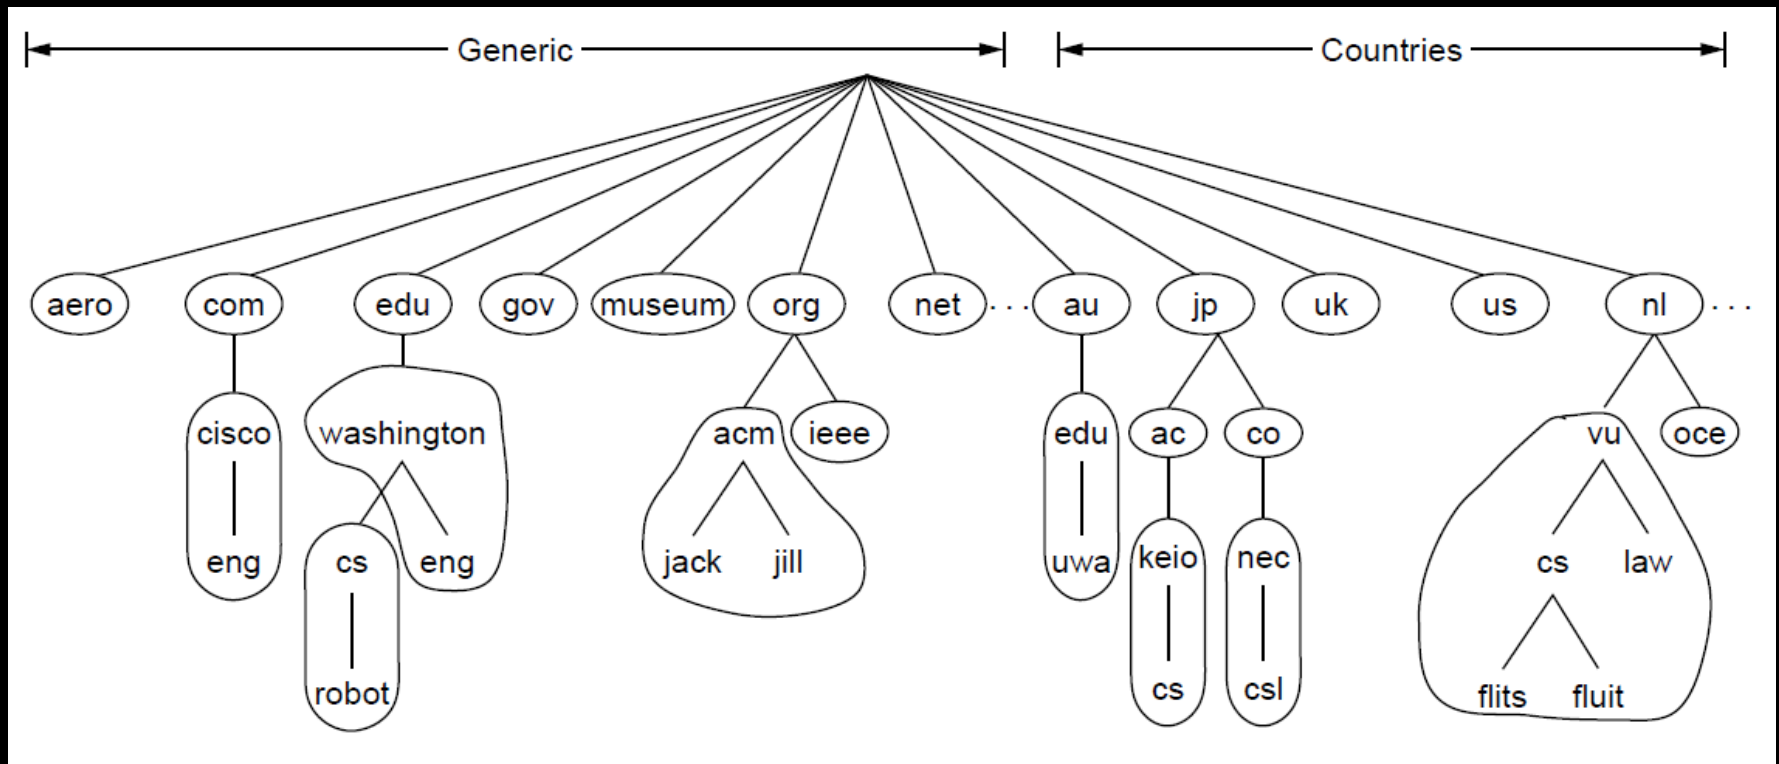 Generic Countries
aero com edu gov museum org net ... au jp uk us nl ...
cisco washington acm ieee edu ac co vu oce
eng cs eng jack jill uwa keio nec cs law
robot cs csl flits fluit